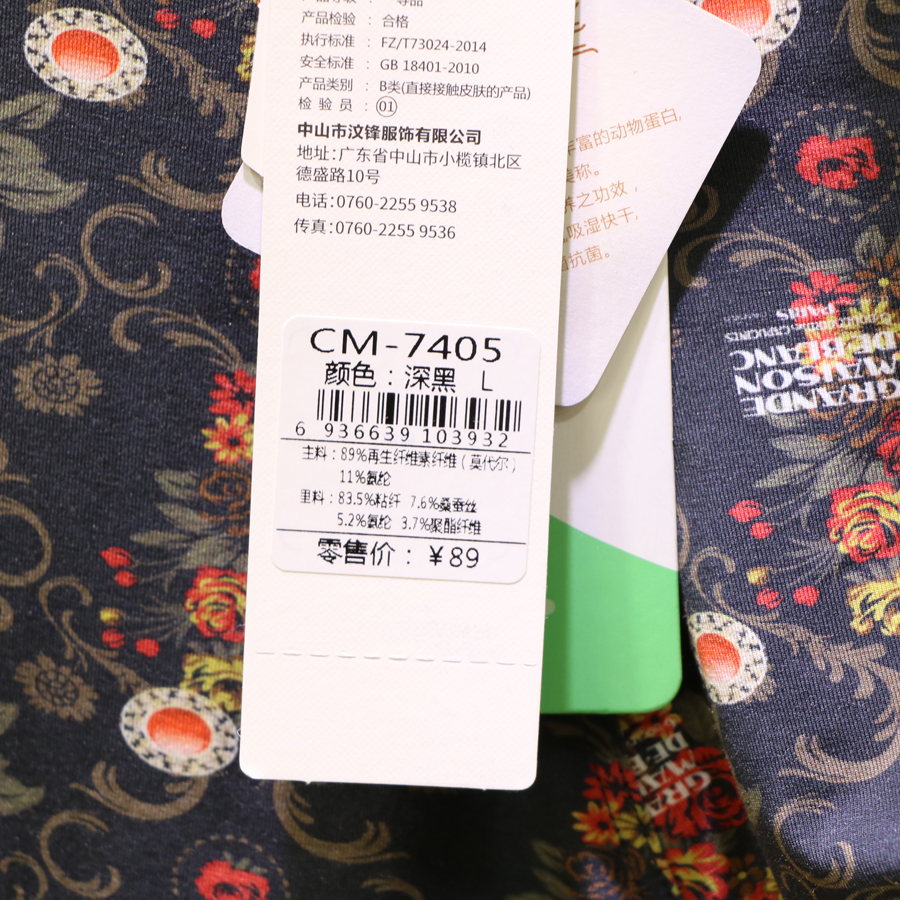 产品检验：合格
执行标准：FZ/T73024-2014
安全标准：GB 18401-2010
产品类别：B类(直接接触皮肤的产品)
检 验 员：01
中山市汶锋服饰有限公司
地址：广东省中山市小榄镇北区
德盛路10号
电话：0760-2255 9538
传真：0760-2255 9536
CM-7405
颜色：深黑 L
6 936639 103932
主料：89%再生纤维素纤维（莫代尔）
11%氨纶
里料：83.5%粘纤 7.6%桑蚕丝
5.2%氨纶 3.7%聚酯纤维
零售价：￥89
富的动物蛋白,
称。
之功效，
吸湿快干,
抗菌。
GRANDE
MAISON
DE BLANC
PARIS
GRA
MA
DE